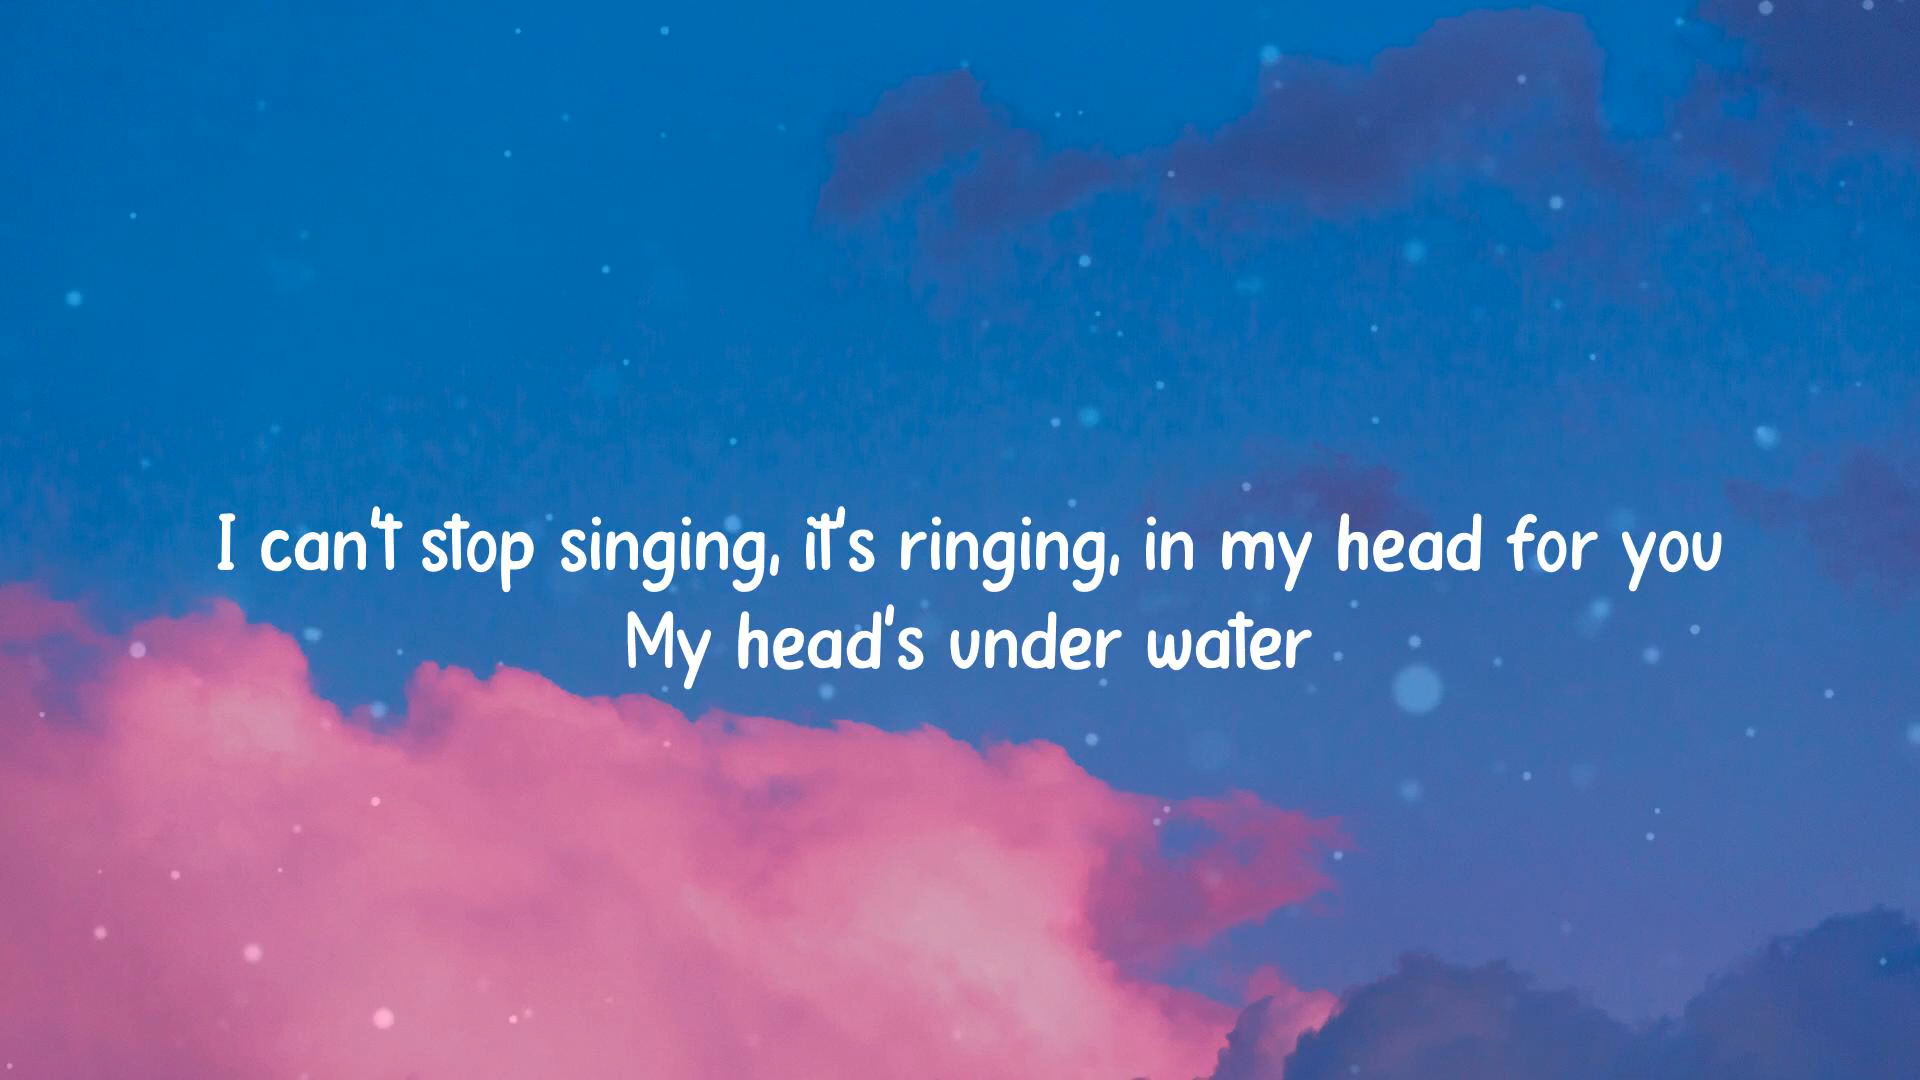 I can't stop singing, it's ringing, in my head for you
My head's under water